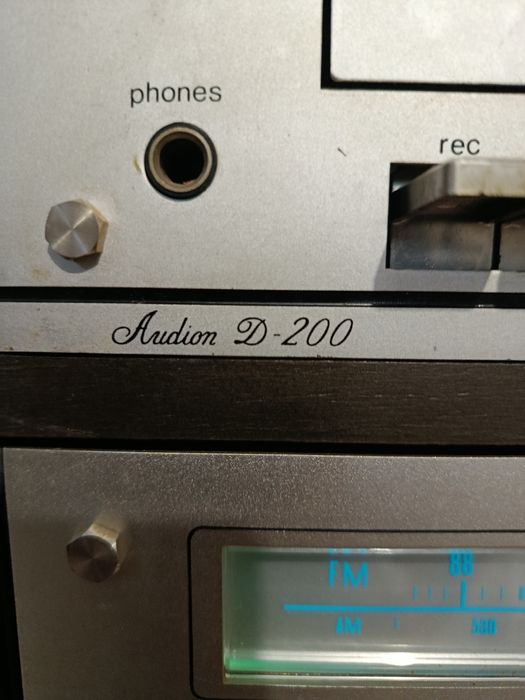 phones
rec
Audion D-200
FM 88
AM 530